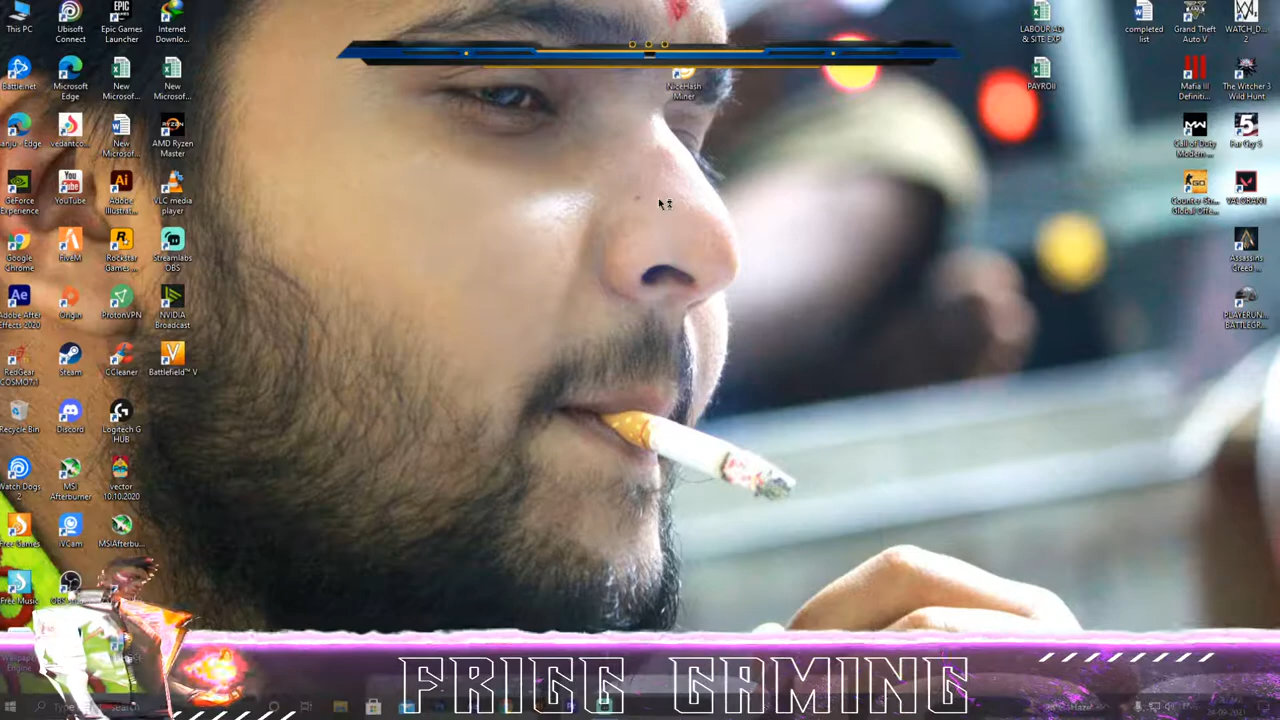 This PC
Ubisoft
Connect
Epic Games
Launcher
Internet
Downlo...
LABOUR AD
& SITE EXP
completed
list
Grand Theft
Auto V
WATCH_D...
2
Battle.net
Microsoft
Edge
New
Microsof...
New
Microsof...
NiceHash
Miner
PAYROll
Mafia III
Definiti...
The Witcher 3
Wild Hunt
anju - Edge
vedantco...
New
Microsof...
AMD Ryzen
Master
Call of Duty
Modern ...
Far Cry 5
GeForce
Experience
YouTube
Adobe
Illustrat...
VLC media
player
Counter-Str...
Global Offe...
VALORANT
Google
Chrome
FiveM
Rockstar
Games ...
Streamlabs
OBS
Assassins
Creed ...
Adobe After
Effects 2020
Origin
ProtonVPN
NVIDIA
Broadcast
PLAYERUN...
BATTLEGR...
RedGear
Steam
CCleaner
Battlefield™ V
Recycle Bin
Discord
Logitech G
HUB
Watch Dogs
2
MSI
Afterburner
vector
10.10.2020
Free Games
iVCam
MSIAfterbu...
Free Music
FRIGG GAMING